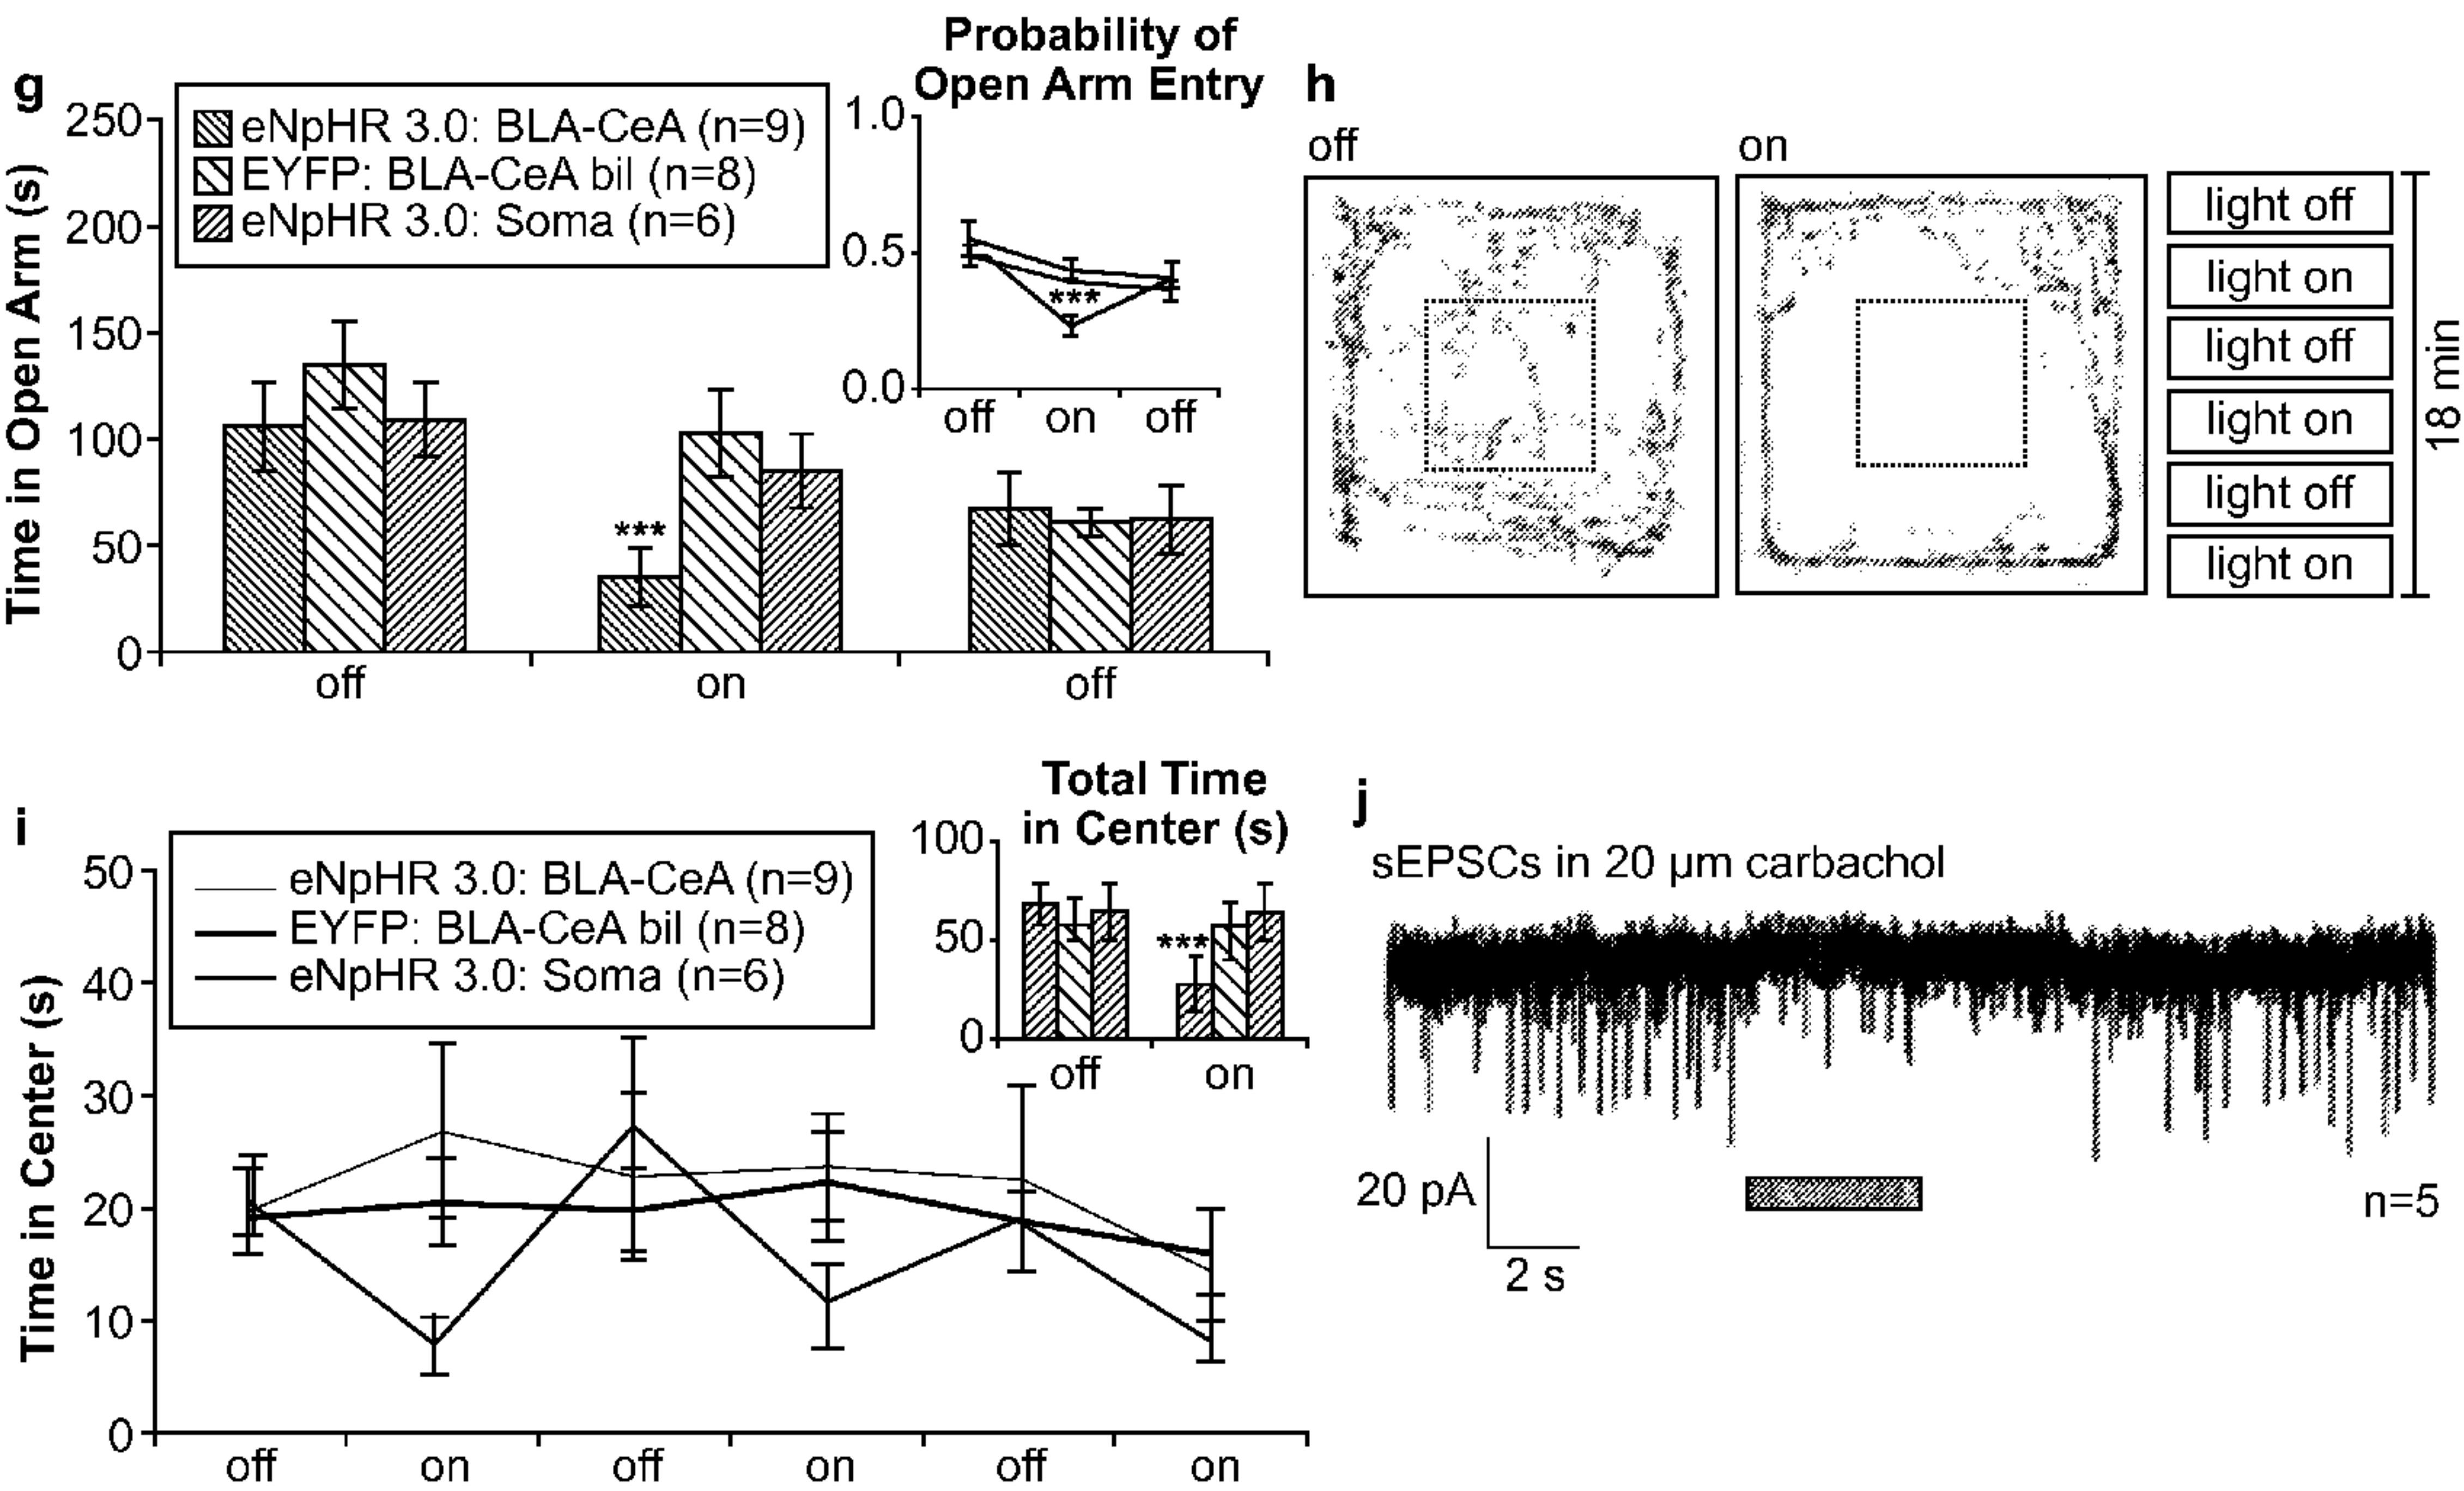 g
250
200
150
100
50
0
Time in Open Arm (s)
eNpHR 3.0: BLA-CeA (n=9)
EYFP: BLA-CeA bil (n=8)
eNpHR 3.0: Soma (n=6)
***
off
on
off
Probability of
Open Arm Entry
1.0
0.5
0.0
***
off
on
off
h
off
on
light off
light on
light off
light on
light off
light on
18 min
i
50
40
30
20
10
0
Time in Center (s)
eNpHR 3.0: BLA-CeA (n=9)
EYFP: BLA-CeA bil (n=8)
eNpHR 3.0: Soma (n=6)
off
on
off
on
off
on
Total Time
in Center (s)
100
50
0
***
off
on
j
sEPSCs in 20 µm carbachol
20 pA
2 s
n=5